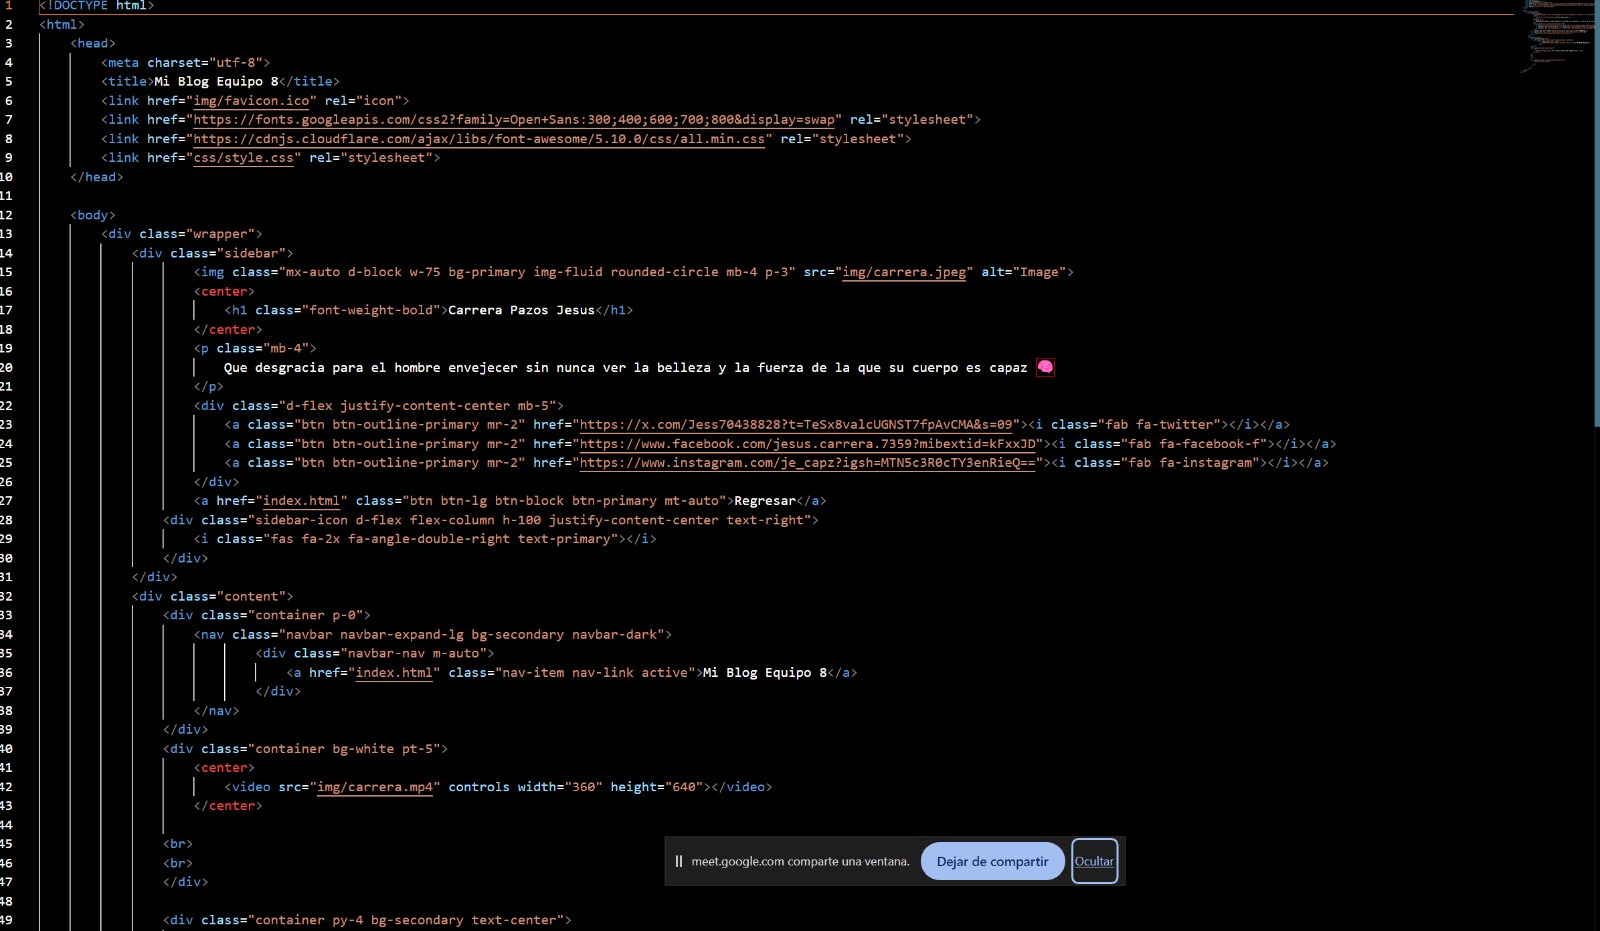 1 <!DOCTYPE html>
2 <html>
3 <head>
4 <meta charset="utf-8">
5 <title>Mi Blog Equipo 8</title>
6 <link href="img/favicon.ico" rel="icon">
7 <link href="https://fonts.googleapis.com/css2?family=Open+Sans:300;400;600;700;800&display=swap" rel="stylesheet">
8 <link href="https://cdnjs.cloudflare.com/ajax/libs/font-awesome/5.10.0/css/all.min.css" rel="stylesheet">
9 <link href="css/style.css" rel="stylesheet">
10 </head>
11
12 <body>
13 <div class="wrapper">
14 <div class="sidebar">
15 <img class="mx-auto d-block w-75 bg-primary img-fluid rounded-circle mb-4 p-3" src="img/carrera.jpeg" alt="Image">
16 <center>
17 <h1 class="font-weight-bold">Carrera Pazos Jesus</h1>
18 </center>
19 <p class="mb-4">
20 Que desgracia para el hombre envejecer sin nunca ver la belleza y la fuerza de la que su cuerpo es capaz 🧠
21 </p>
22 <div class="d-flex justify-content-center mb-5">
23 <a class="btn btn-outline-primary mr-2" href="https://x.com/Jess70438828?t=TeSx8valcUGNST7fpAvCMA&s=09"><i class="fab fa-twitter"></i></a>
24 <a class="btn btn-outline-primary mr-2" href="https://www.facebook.com/jesus.carrera.7359?mibextid=kFxxJD"><i class="fab fa-facebook-f"></i></a>
25 <a class="btn btn-outline-primary mr-2" href="https://www.instagram.com/je_capz?igsh=MTN5c3R0cTY3enRieQ=="><i class="fab fa-instagram"></i></a>
26 </div>
27 <a href="index.html" class="btn btn-lg btn-block btn-primary mt-auto">Regresar</a>
28 <div class="sidebar-icon d-flex flex-column h-100 justify-content-center text-right">
29 <i class="fas fa-2x fa-angle-double-right text-primary"></i>
30 </div>
31 </div>
32 <div class="content">
33 <div class="container p-0">
34 <nav class="navbar navbar-expand-lg bg-secondary navbar-dark">
35 <div class="navbar-nav m-auto">
36 <a href="index.html" class="nav-item nav-link active">Mi Blog Equipo 8</a>
37 </div>
38 </nav>
39 </div>
40 <div class="container bg-white pt-5">
41 <center>
42 <video src="img/carrera.mp4" controls width="360" height="640"></video>
43 </center>
44
45 <br>
46 <br>
47 </div>
48
49 <div class="container py-4 bg-secondary text-center">
meet.google.com comparte una ventana. Dejar de compartir Ocultar